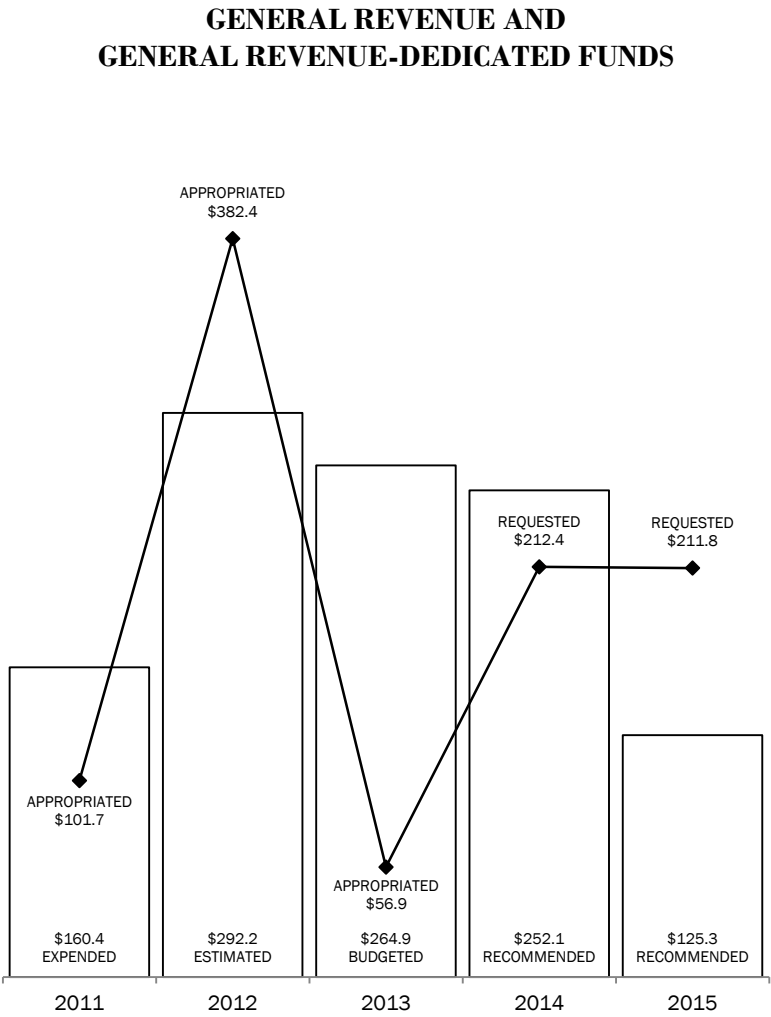 GENERAL REVENUE AND
GENERAL REVENUE-DEDICATED FUNDS
APPROPRIATED
$382.4
REQUESTED
$212.4
REQUESTED
$211.8
APPROPRIATED
$101.7
APPROPRIATED
$56.9
$160.4
EXPENDED
$292.2
ESTIMATED
$264.9
BUDGETED
$252.1
RECOMMENDED
$125.3
RECOMMENDED
2011
2012
2013
2014
2015